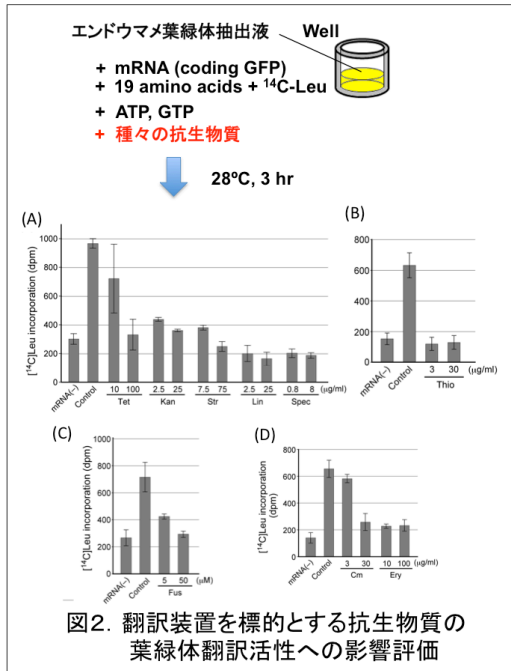 エンドウマメ葉緑体抽出液
Well
+ mRNA (coding GFP)
+ 19 amino acids + ¹⁴C-Leu
+ ATP, GTP
+ 種々の抗生物質
28ºC, 3 hr
(A)
[¹⁴C]Leu incorporation (dpm)
1000
800
600
400
200
0
mRNA(−)
Control
10 100 2.5 25 7.5 75 2.5 25 0.8 8 (μg/ml)
Tet Kan Str Lin Spec
(B)
[¹⁴C]Leu incorporation (dpm)
800
600
400
200
0
mRNA(−)
Control
3 30 (μg/ml)
Thio
(C)
[¹⁴C]Leu incorporation (dpm)
1000
800
600
400
200
0
mRNA(−)
Control
5 50 (μM)
Fus
(D)
[¹⁴C]Leu incorporation
(dpm)
800
600
400
200
0
mRNA(−)
Control
3 30 10 100 (μg/ml)
Cm Ery
図2. 翻訳装置を標的とする抗生物質の
葉緑体翻訳活性への影響評価